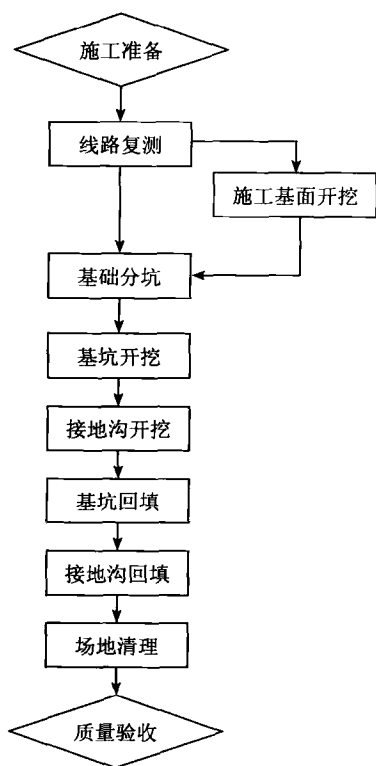 施工准备
线路复测
施工基面开挖
基础分坑
基坑开挖
接地沟开挖
基坑回填
接地沟回填
场地清理
质量验收